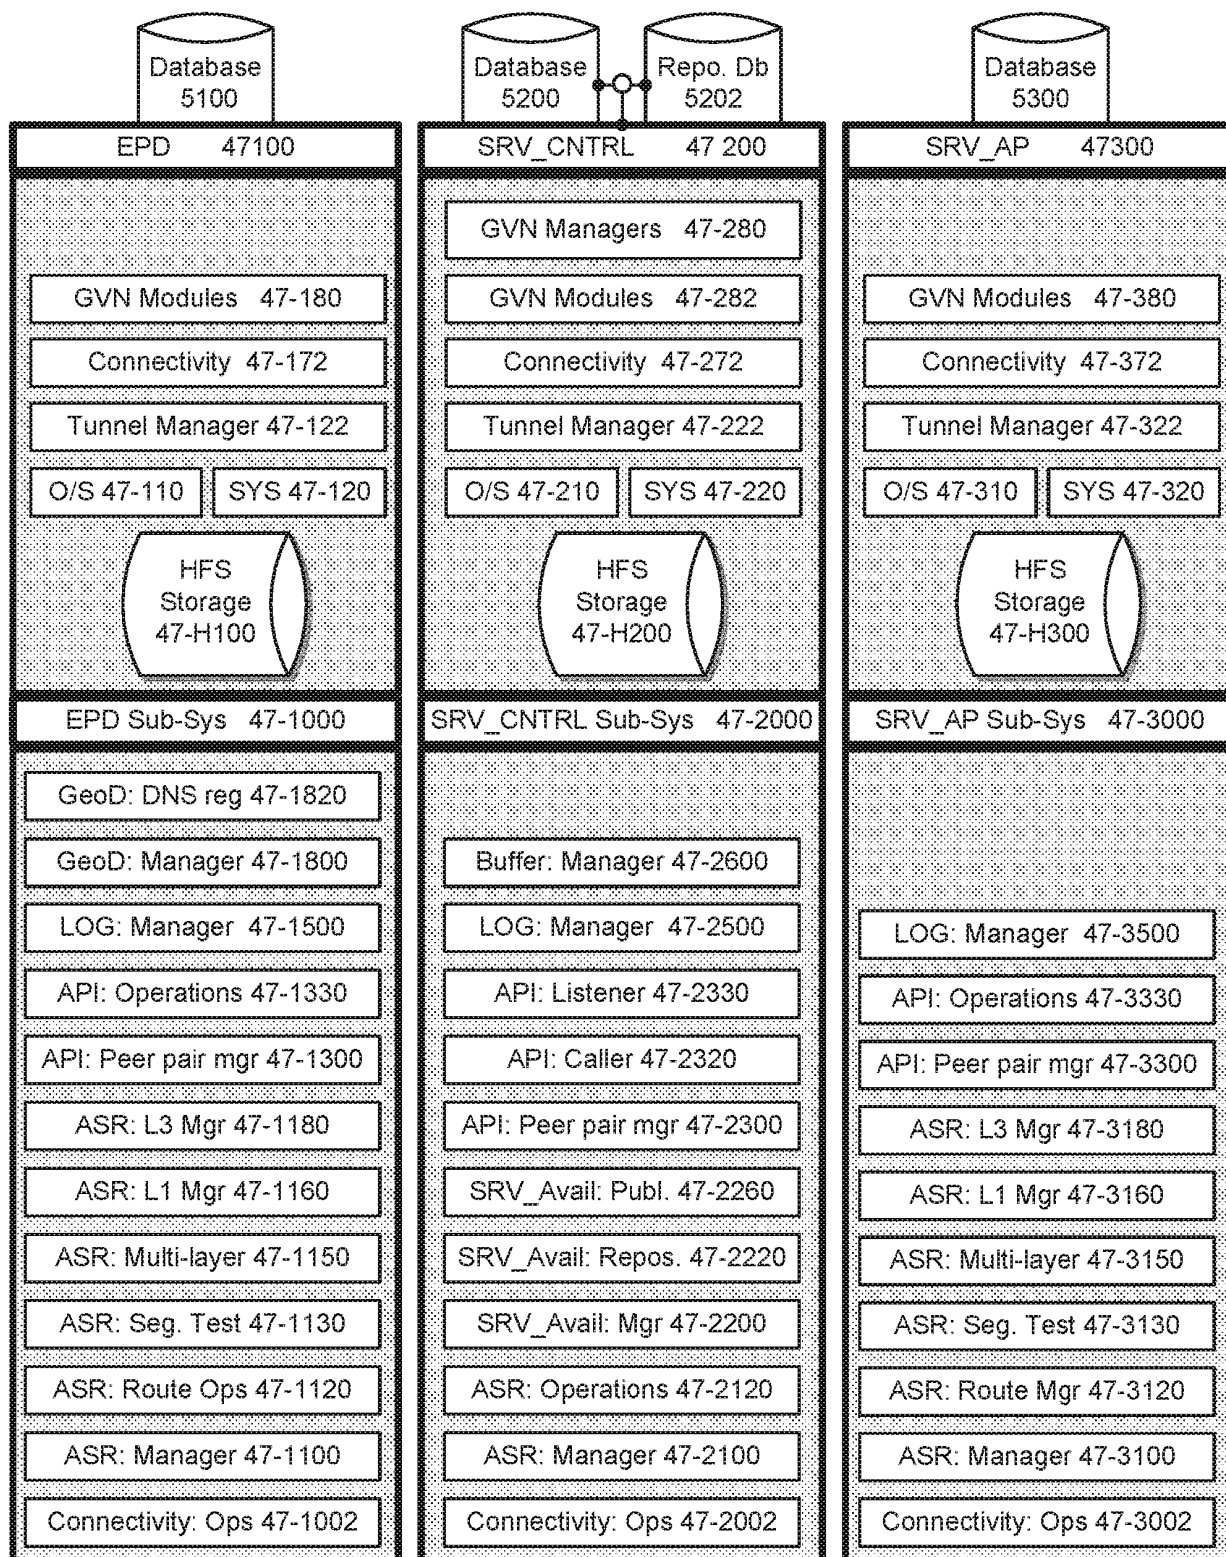 Database
5100
Database
5200
Repo. Db
5202
Database
5300
EPD 47100
SRV_CNTRL 47 200
SRV_AP 47300
GVN Managers 47-280
GVN Modules 47-180
GVN Modules 47-282
GVN Modules 47-380
Connectivity 47-172
Connectivity 47-272
Connectivity 47-372
Tunnel Manager 47-122
Tunnel Manager 47-222
Tunnel Manager 47-322
O/S 47-110
SYS 47-120
O/S 47-210
SYS 47-220
O/S 47-310
SYS 47-320
HFS
Storage
47-H100
HFS
Storage
47-H200
HFS
Storage
47-H300
EPD Sub-Sys 47-1000
SRV_CNTRL Sub-Sys 47-2000
SRV_AP Sub-Sys 47-3000
GeoD: DNS reg 47-1820
GeoD: Manager 47-1800
LOG: Manager 47-1500
API: Operations 47-1330
API: Peer pair mgr 47-1300
ASR: L3 Mgr 47-1180
ASR: L1 Mgr 47-1160
ASR: Multi-layer 47-1150
ASR: Seg. Test 47-1130
ASR: Route Ops 47-1120
ASR: Manager 47-1100
Connectivity: Ops 47-1002
Buffer: Manager 47-2600
LOG: Manager 47-2500
API: Listener 47-2330
API: Caller 47-2320
API: Peer pair mgr 47-2300
SRV_Avail: Publ. 47-2260
SRV_Avail: Repos. 47-2220
SRV_Avail: Mgr 47-2200
ASR: Operations 47-2120
ASR: Manager 47-2100
Connectivity: Ops 47-2002
LOG: Manager 47-3500
API: Operations 47-3330
API: Peer pair mgr 47-3300
ASR: L3 Mgr 47-3180
ASR: L1 Mgr 47-3160
ASR: Multi-layer 47-3150
ASR: Seg. Test 47-3130
ASR: Route Mgr 47-3120
ASR: Manager 47-3100
Connectivity: Ops 47-3002